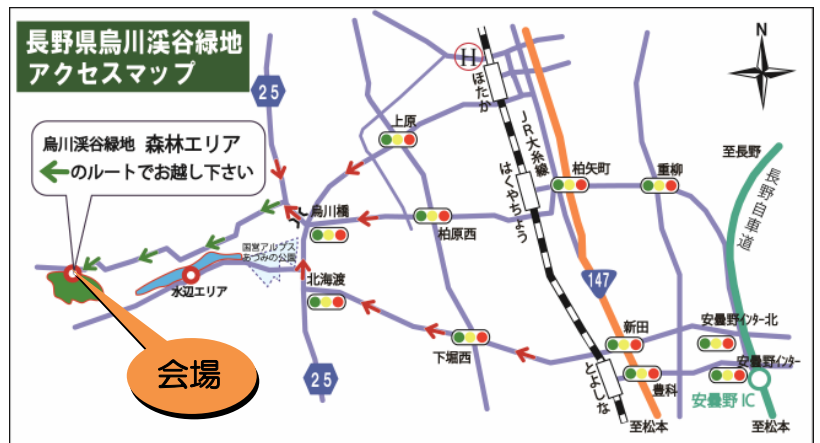 長野県烏川渓谷緑地
アクセスマップ
N
25
H
ほたか
上原
JR大糸線
至長野
烏川渓谷緑地 森林エリア
のルートでお越し下さい
柏矢町
重柳
はくやちょう
長野自車道
烏川橋
柏原西
国営アルプス
あづみの公園
水辺エリア
北海渡
147
新田
安曇野インター北
下堀西
安曇野インター
会場
25
とよしな
豊科
安曇野IC
至松本
至松本